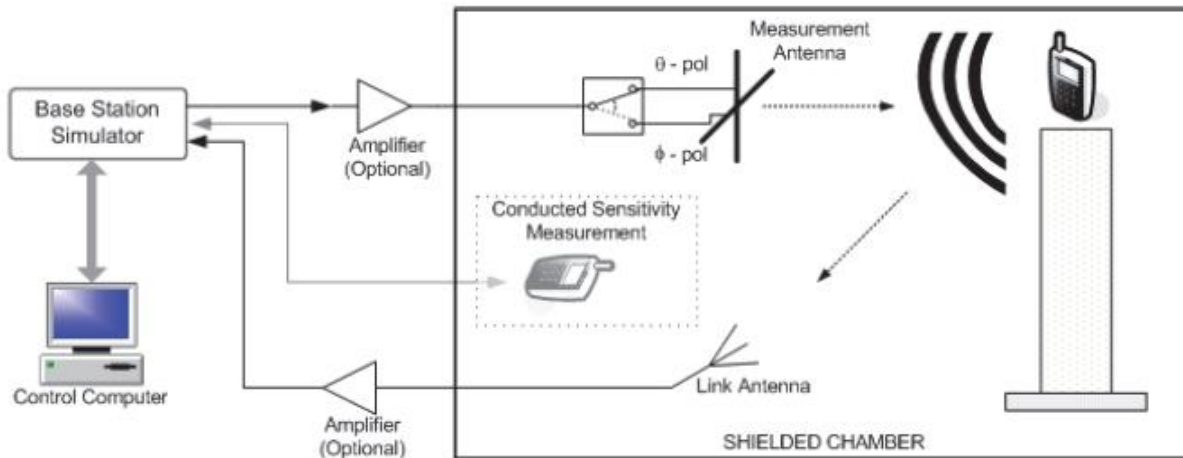 Measurement
Antenna
θ - pol
Base Station
Simulator
Amplifier
(Optional)
ϕ - pol
Conducted Sensitivity
Measurement
Link Antenna
Control Computer
Amplifier
(Optional)
SHIELDED CHAMBER